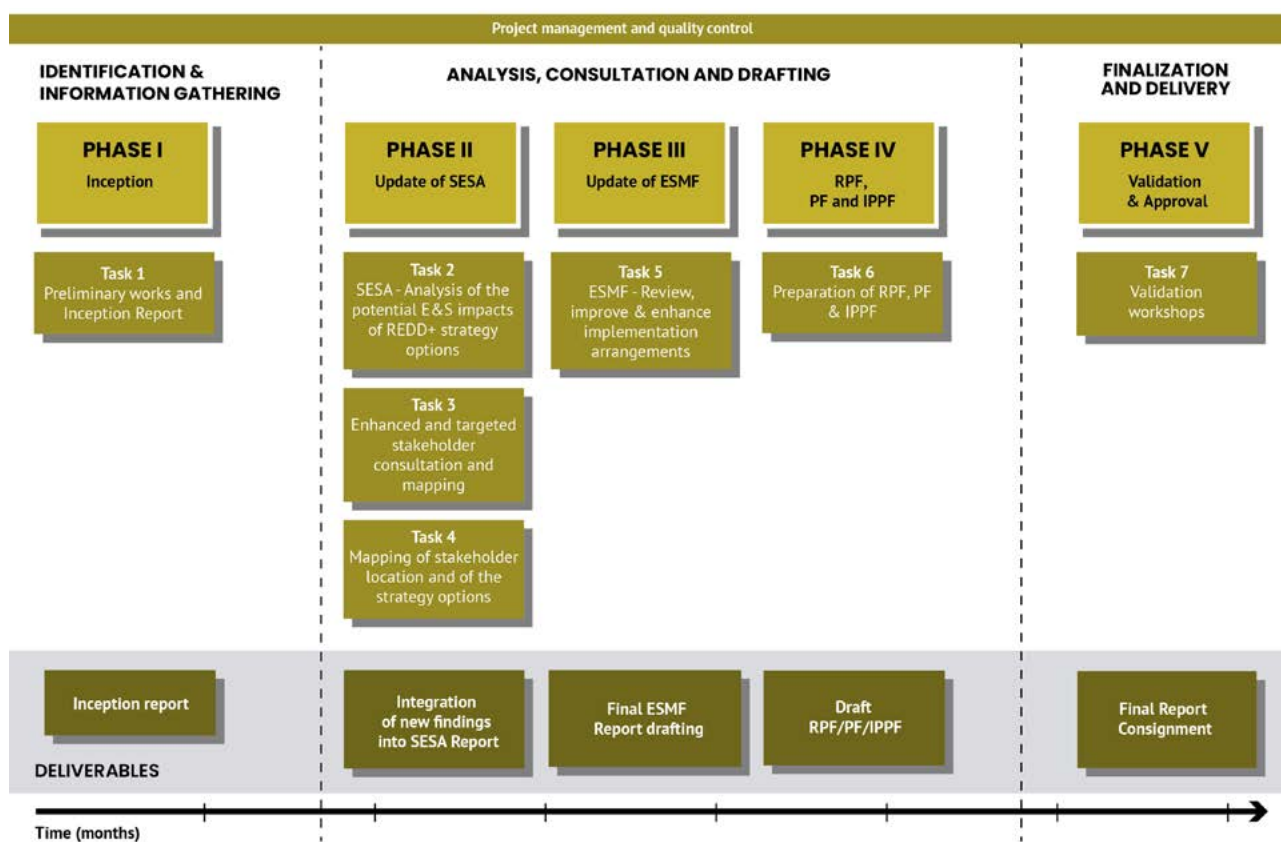 Project management and quality control
IDENTIFICATION &
INFORMATION GATHERING
ANALYSIS, CONSULTATION AND DRAFTING
FINALIZATION
AND DELIVERY
PHASE I
Inception
PHASE II
Update of SESA
PHASE III
Update of ESMF
PHASE IV
RPF,
PF and IPPF
PHASE V
Validation
& Approval
Task 1
Preliminary works and
Inception Report
Task 2
SESA - Analysis of the
potential E&S impacts
of REDD+ strategy
options
Task 5
ESMF - Review,
improve & enhance
implementation
arrangements
Task 6
Preparation of RPF, PF
& IPPF
Task 7
Validation
workshops
Task 3
Enhanced and targeted
stakeholder
consultation and
mapping
Task 4
Mapping of stakeholder
location and of the
strategy options
Inception report
Integration
of new findings
into SESA Report
Final ESMF
Report drafting
Draft
RPF/PF/IPPF
Final Report
Consignment
DELIVERABLES
Time (months)